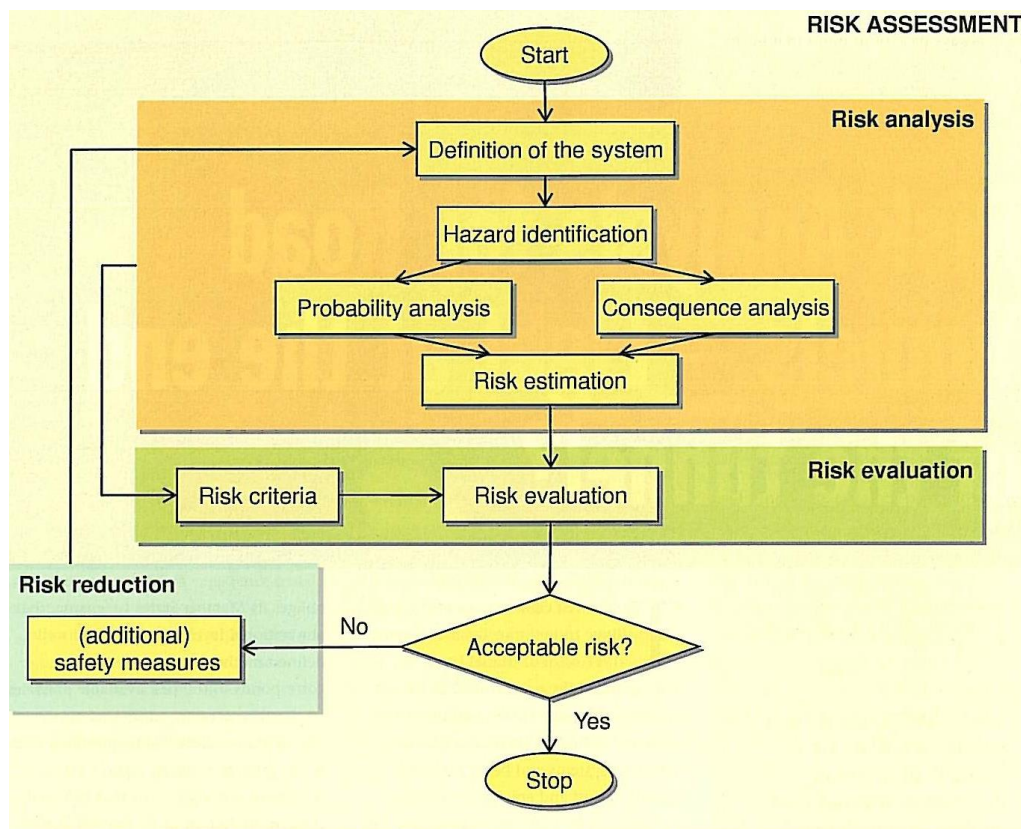 RISK ASSESSMENT
Start
Risk analysis
Definition of the system
Hazard identification
Probability analysis
Consequence analysis
Risk estimation
Risk evaluation
Risk criteria
Risk evaluation
Risk reduction
(additional)
safety measures
No
Acceptable risk?
Yes
Stop